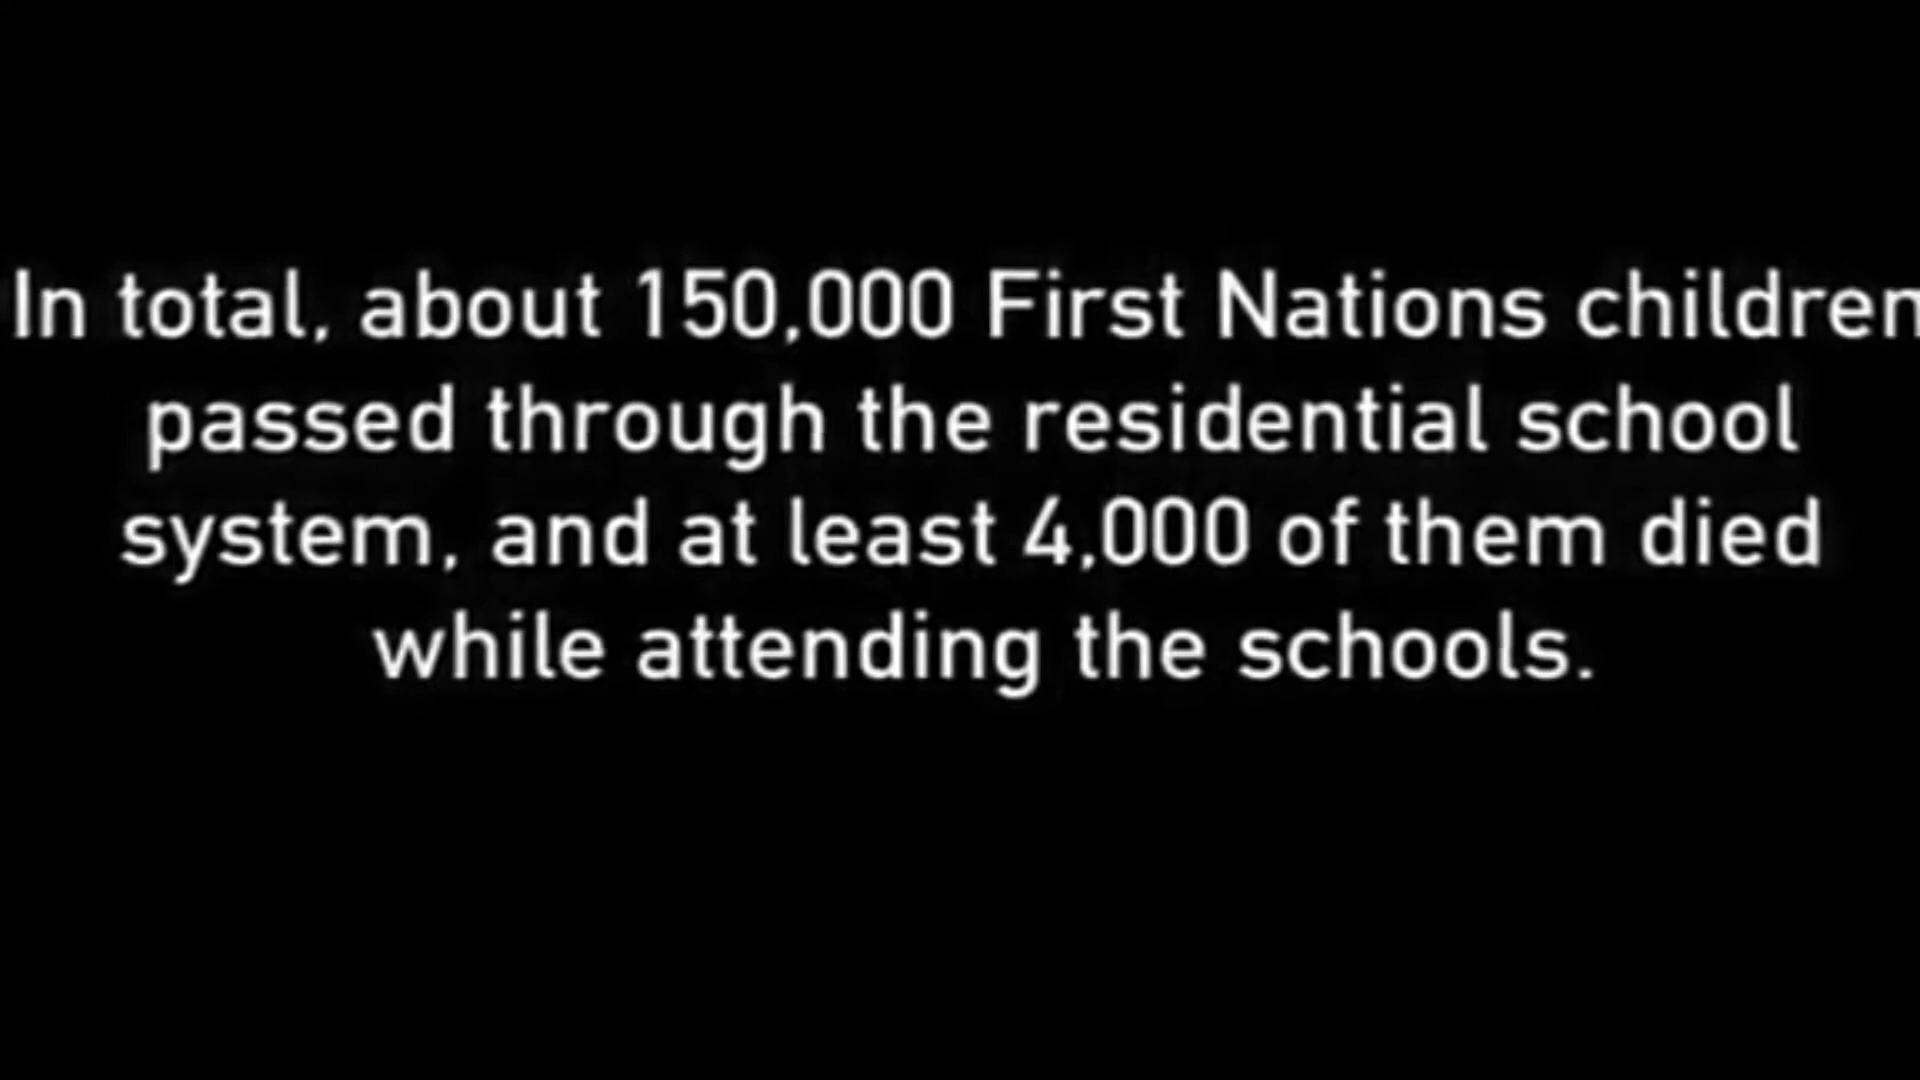 In total, about 150,000 First Nations children
passed through the residential school
system, and at least 4,000 of them died
while attending the schools.